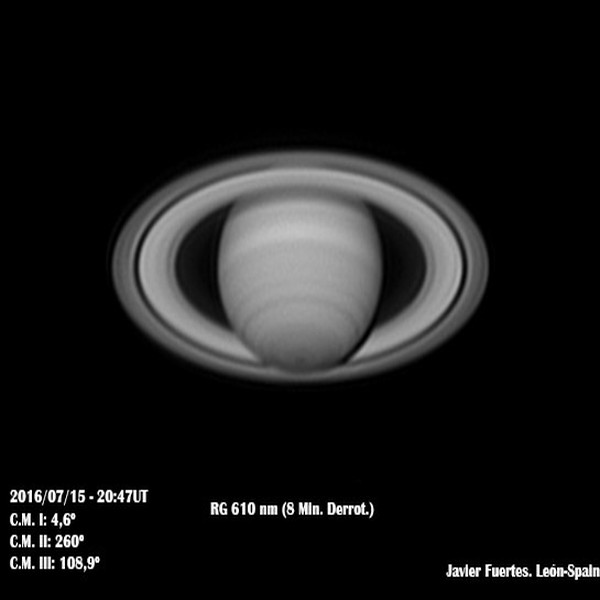 2016/07/15 - 20:47UT
C.M. I: 4,6º
C.M. II: 260º
C.M. III: 108,9º
RG 610 nm (8 Min. Derrot.)
Javier Fuertes. León-Spain